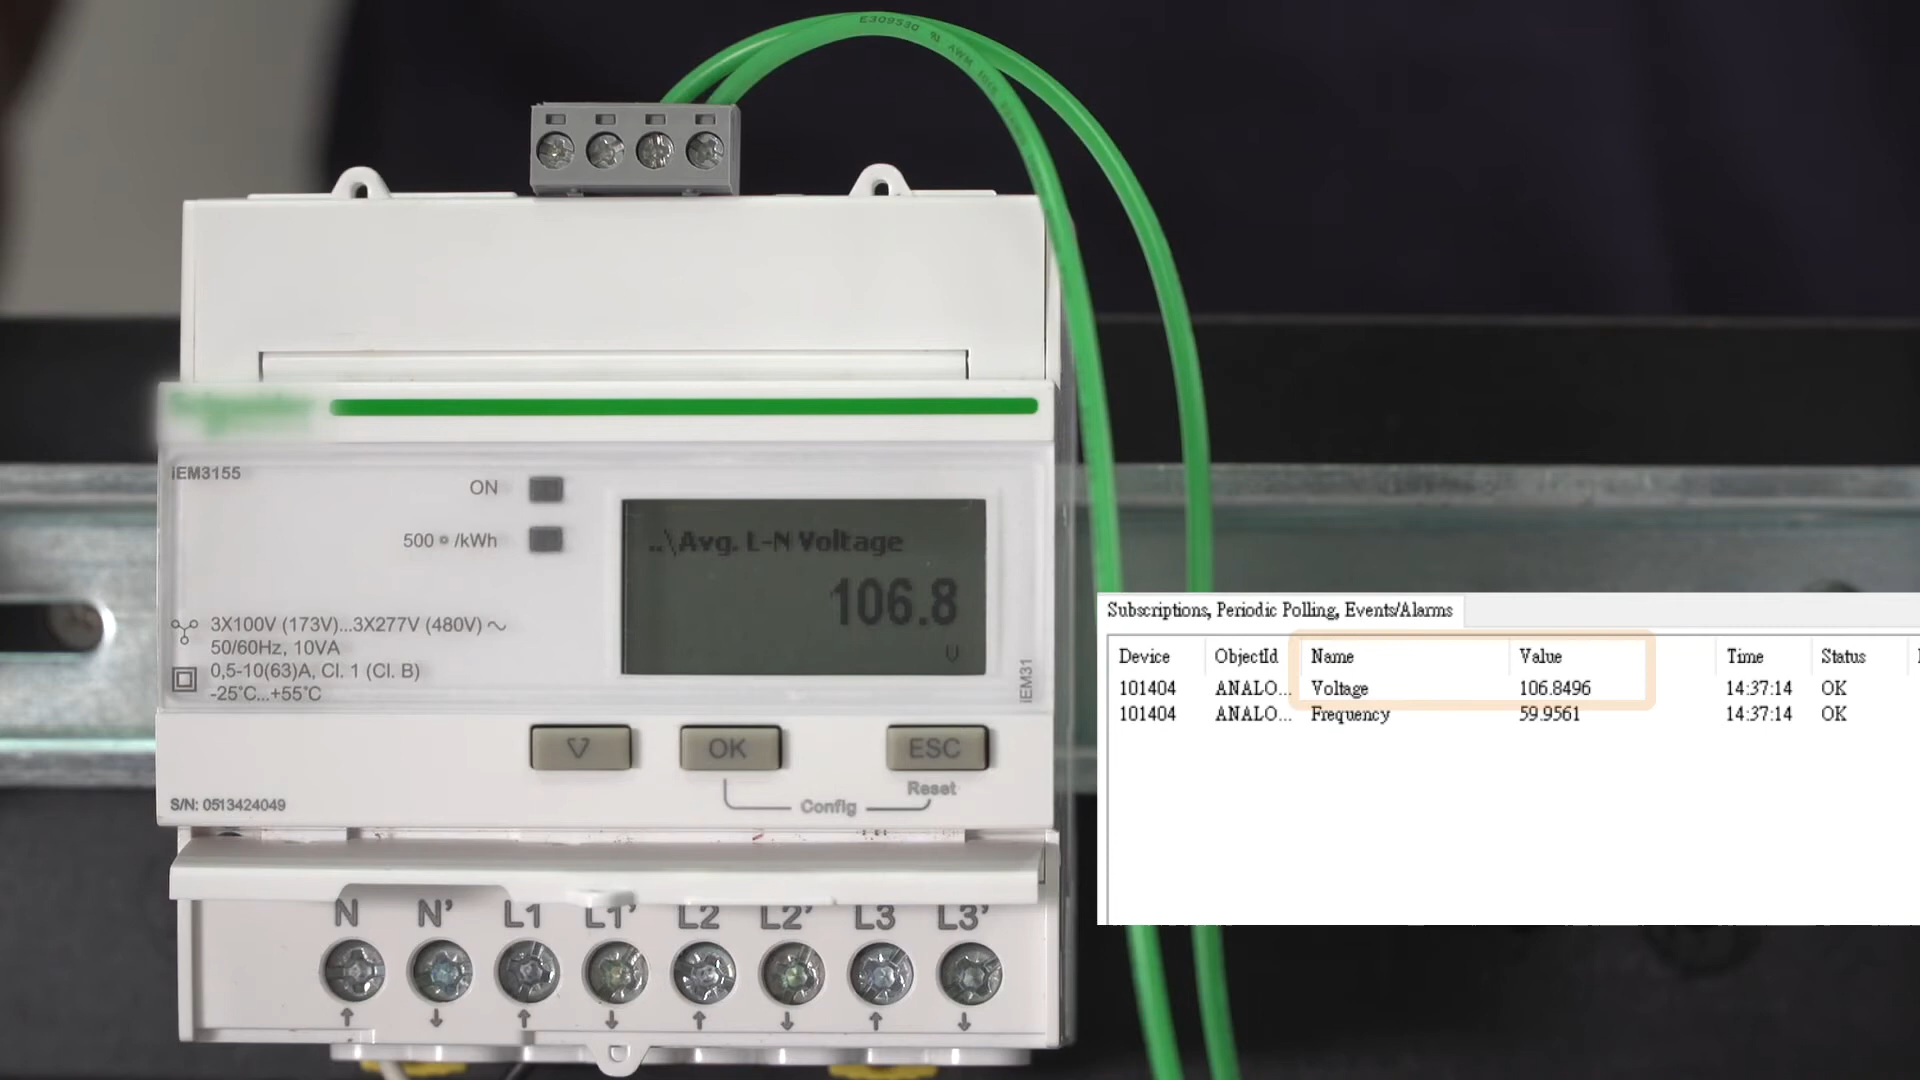 E309530
AWM
Schneider
iEM3155
ON
500 /kWh
3X100V (173V)...3X277V (480V)
50/60Hz, 10VA
0,5-10(63)A, Cl. 1 (Cl. B)
-25°C...+55°C
..\Avg. L-N Voltage
106.8
V
iEM31
OK
ESC
Reset
Config
S/N: 0513424049
N N' L1 L1' L2 L2' L3 L3'
Subscriptions, Periodic Polling, Events/Alarms
Device ObjectId Name Value Time Status
101404 ANALO... Voltage 106.8496 14:37:14 OK
101404 ANALO... Frequency 59.9561 14:37:14 OK